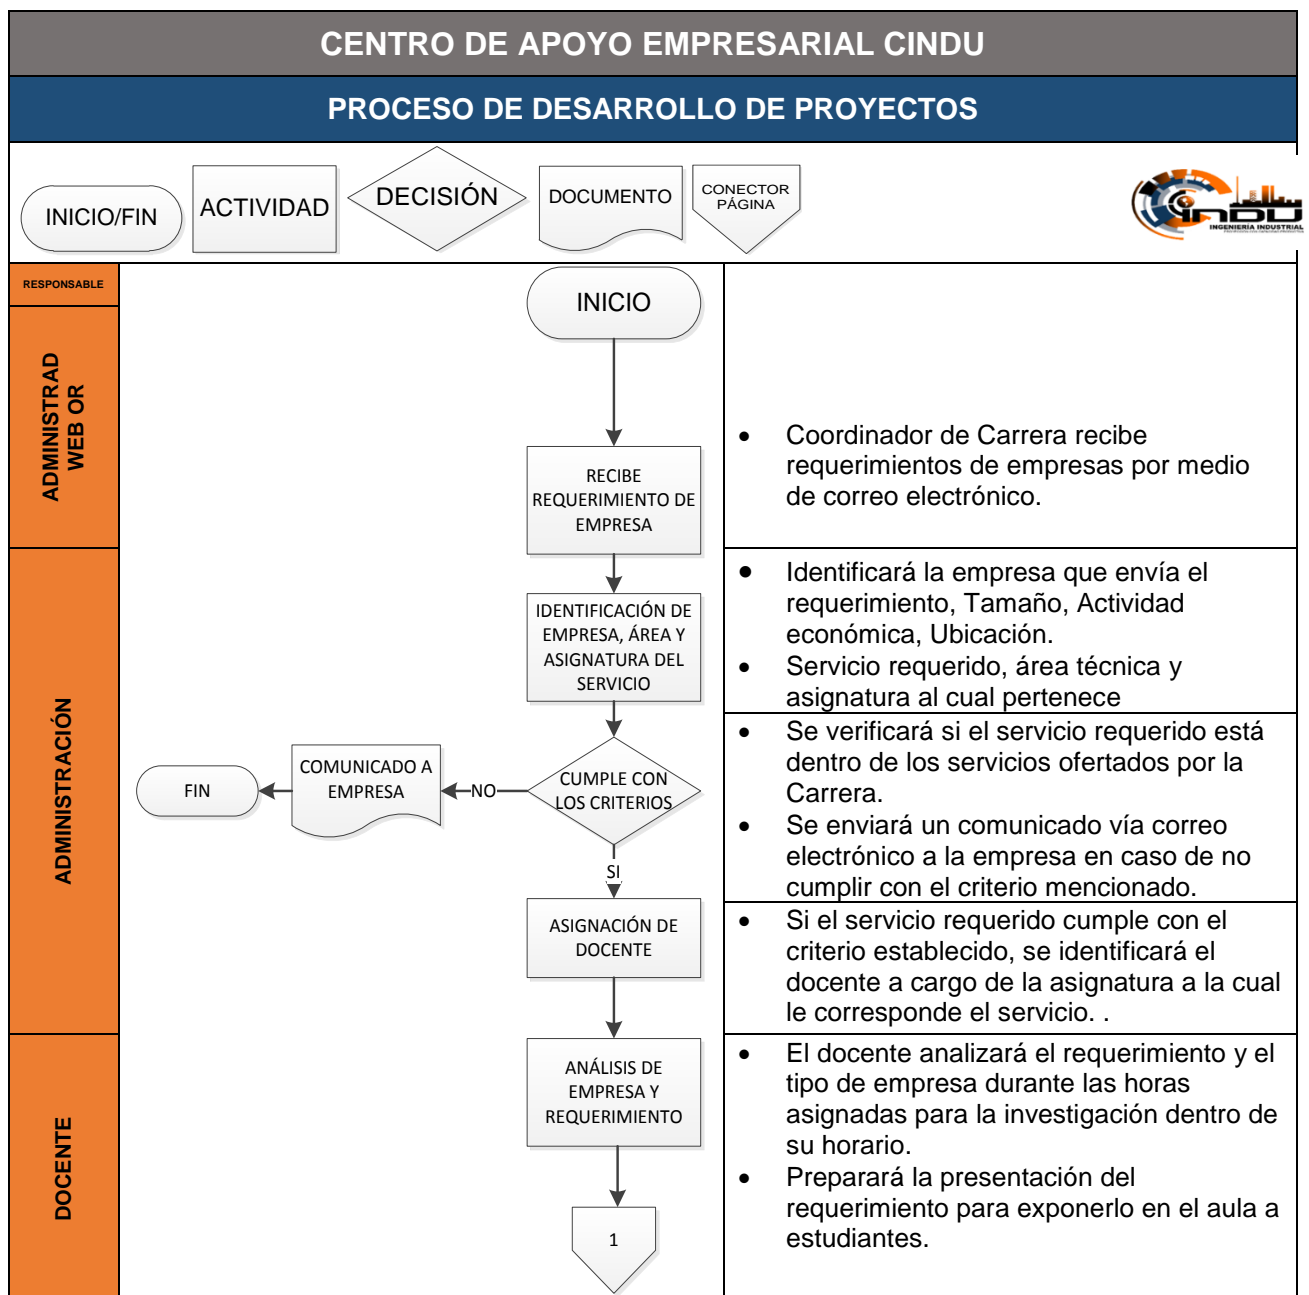 CENTRO DE APOYO EMPRESARIAL CINDU
PROCESO DE DESARROLLO DE PROYECTOS
INICIO/FIN
ACTIVIDAD
DECISIÓN
DOCUMENTO
CONECTOR
PÁGINA
CINDU
INGENIERÍA INDUSTRIAL
RESPONSABLE
ADMINISTRAD
WEB OR
INICIO
RECIBE
REQUERIMIENTO DE
EMPRESA
• Coordinador de Carrera recibe
requerimientos de empresas por medio
de correo electrónico.
ADMINISTRACIÓN
IDENTIFICACIÓN DE
EMPRESA, ÁREA Y
ASIGNATURA DEL
SERVICIO
• Identificará la empresa que envía el
requerimiento, Tamaño, Actividad
económica, Ubicación.
• Servicio requerido, área técnica y
asignatura al cual pertenece
CUMPLE CON
LOS CRITERIOS
NO
COMUNICADO A
EMPRESA
FIN
SI
• Se verificará si el servicio requerido está
dentro de los servicios ofertados por la
Carrera.
• Se enviará un comunicado vía correo
electrónico a la empresa en caso de no
cumplir con el criterio mencionado.
ASIGNACIÓN DE
DOCENTE
• Si el servicio requerido cumple con el
criterio establecido, se identificará el
docente a cargo de la asignatura a la cual
le corresponde el servicio. .
DOCENTE
ANÁLISIS DE
EMPRESA Y
REQUERIMIENTO
1
• El docente analizará el requerimiento y el
tipo de empresa durante las horas
asignadas para la investigación dentro de
su horario.
• Preparará la presentación del
requerimiento para exponerlo en el aula a
estudiantes.